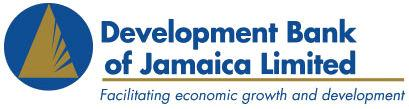 Development Bank
of Jamaica Limited
Facilitating economic growth and development